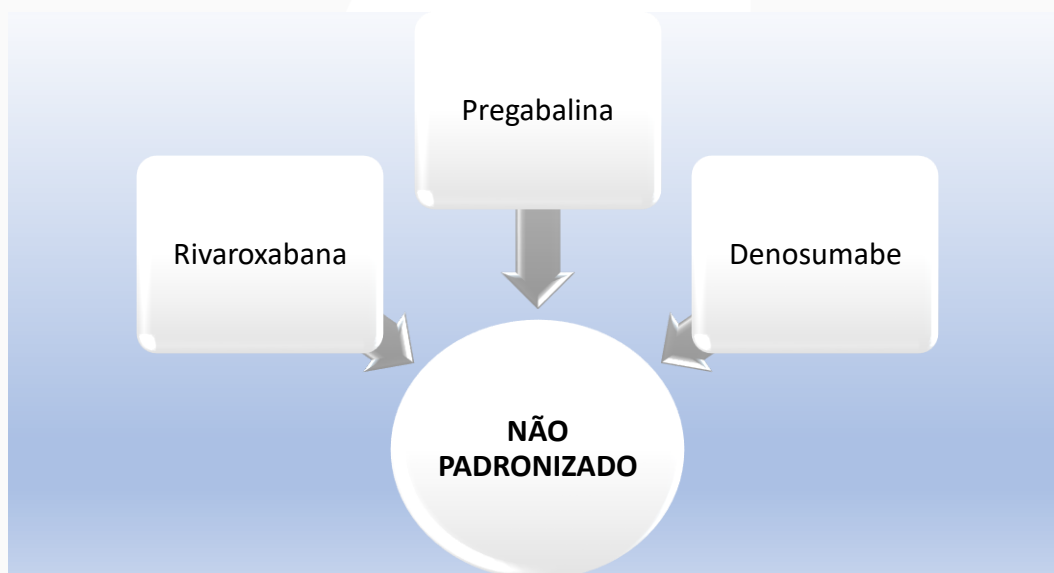 Pregabalina
Rivaroxabana
Denosumabe
NÃO
PADRONIZADO